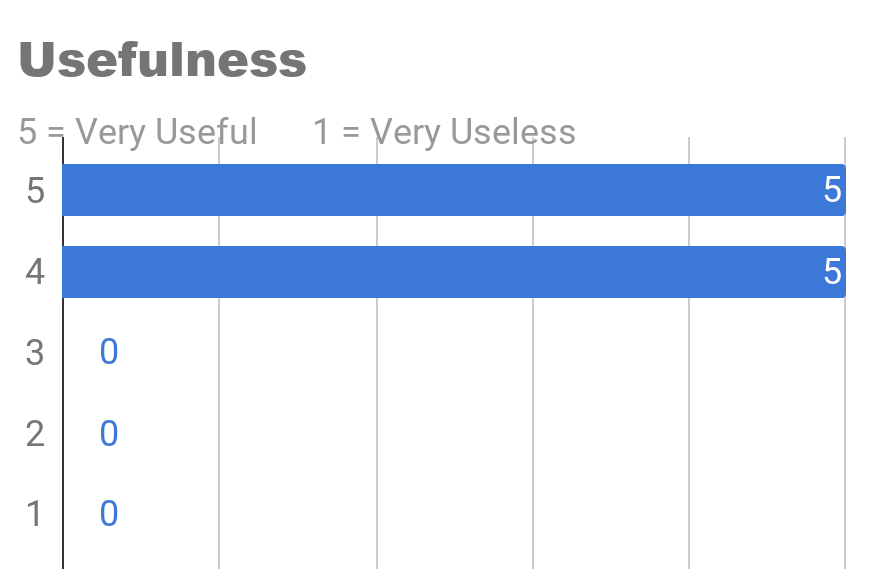 Usefulness
5 = Very Useful 1 = Very Useless
5 5
4 5
3 0
2 0
1 0